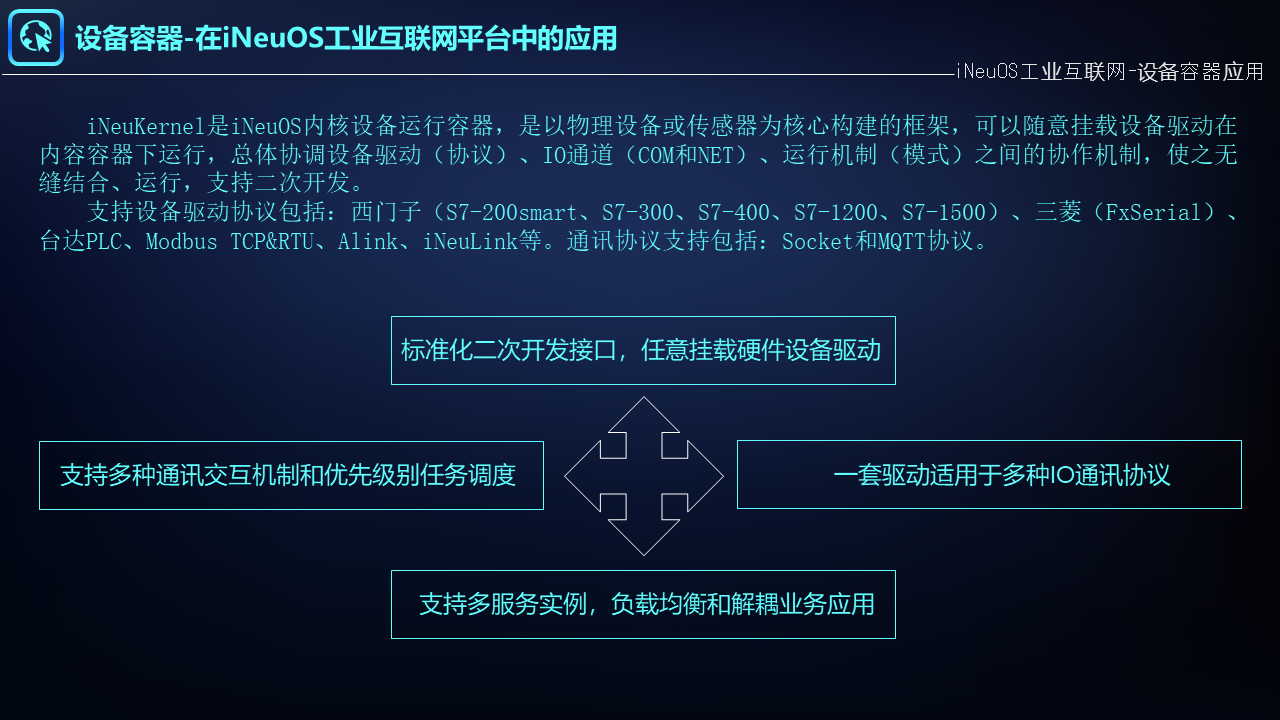 设备容器-在iNeuOS工业互联网平台中的应用
iNeuOS工业互联网-设备容器应用
iNeuKernel是iNeuOS内核设备运行容器，是以物理设备或传感器为核心构建的框架，可以随意挂载设备驱动在
内容容器下运行，总体协调设备驱动（协议）、IO通道（COM和NET）、运行机制（模式）之间的协作机制，使之无
缝结合、运行，支持二次开发。
支持设备驱动协议包括：西门子（S7-200smart、S7-300、S7-400、S7-1200、S7-1500）、三菱（FxSerial）、
台达PLC、Modbus TCP&RTU、Alink、iNeuLink等。通讯协议支持包括：Socket和MQTT协议。
标准化二次开发接口，任意挂载硬件设备驱动
支持多种通讯交互机制和优先级别任务调度
一套驱动适用于多种IO通讯协议
支持多服务实例，负载均衡和解耦业务应用